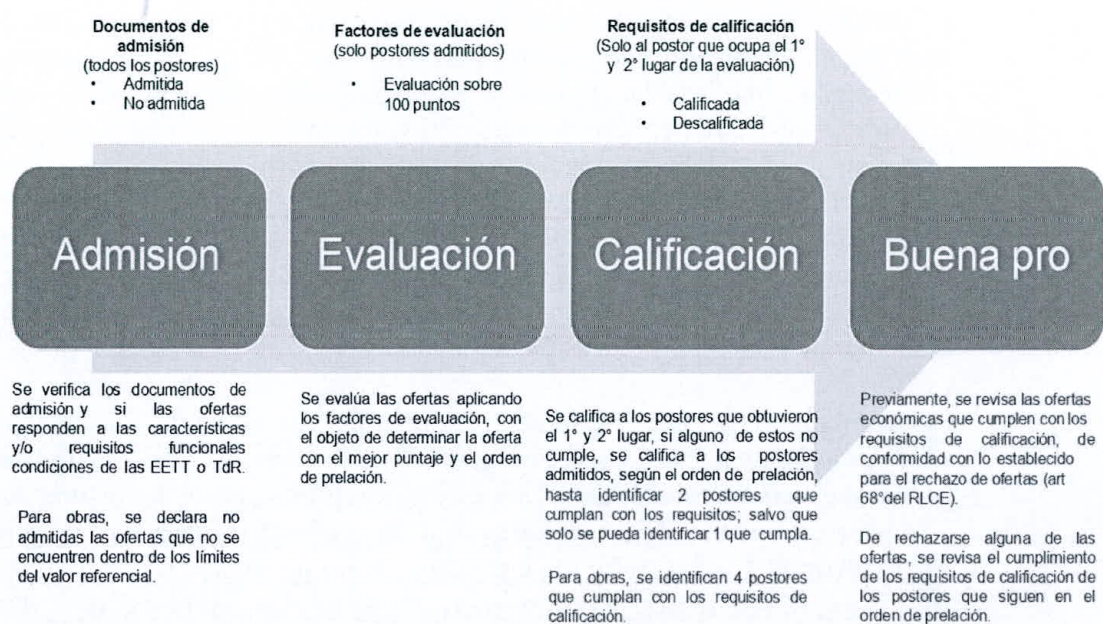 Documentos de
admisión
(todos los postores)
• Admitida
• No admitida
Factores de evaluación
(solo postores admitidos)
• Evaluación sobre
100 puntos
Requisitos de calificación
(Solo al postor que ocupa el 1°
y 2° lugar de la evaluación)
• Calificada
• Descalificada
Admisión
Evaluación
Calificación
Buena pro
Se verifica los documentos de
admisión y si las ofertas
responden a las características
y/o requisitos funcionales
condiciones de las EETT o TdR.
Para obras, se declara no
admitidas las ofertas que no se
encuentren dentro de los límites
del valor referencial.
Se evalúa las ofertas aplicando
los factores de evaluación, con
el objeto de determinar la oferta
con el mejor puntaje y el orden
de prelación.
Se califica a los postores que obtuvieron
el 1° y 2° lugar, si alguno de estos no
cumple, se califica a los postores
admitidos, según el orden de prelación,
hasta identificar 2 postores que
cumplan con los requisitos; salvo que
solo se pueda identificar 1 que cumpla.
Para obras, se identifican 4 postores
que cumplan con los requisitos de
calificación.
Previamente, se revisa las ofertas
económicas que cumplen con los
requisitos de calificación, de
conformidad con lo establecido
para el rechazo de ofertas (art
68°del RLCE).
De rechazarse alguna de las
ofertas, se revisa el cumplimiento
de los requisitos de calificación de
los postores que siguen en el
orden de prelación.